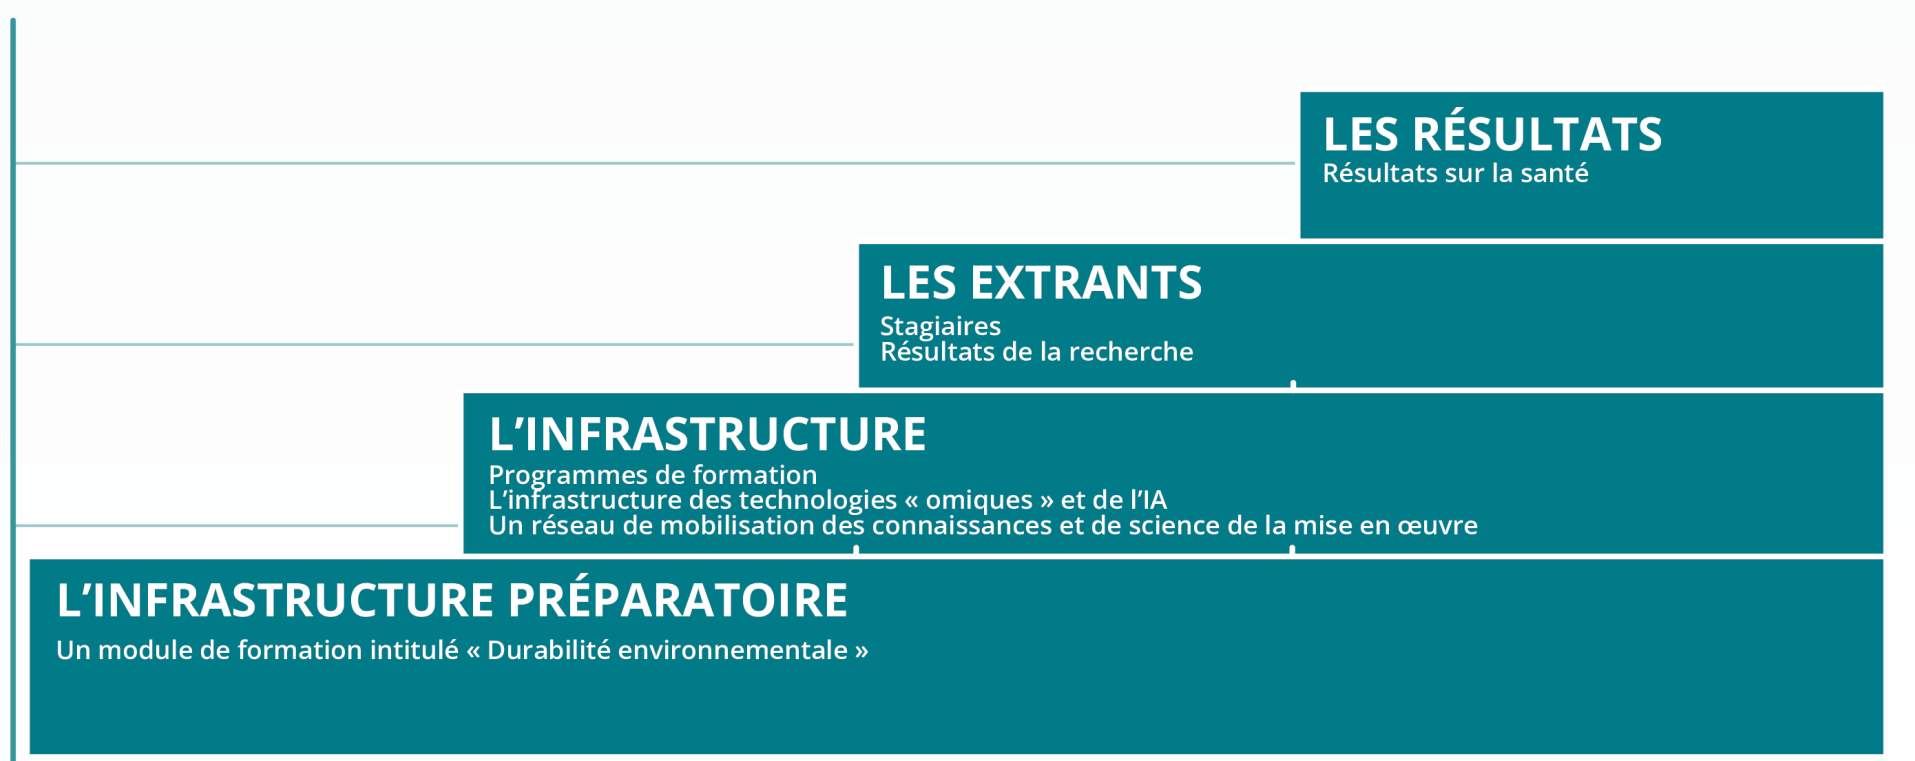 LES RÉSULTATS
Résultats sur la santé
LES EXTRANTS
Stagiaires
Résultats de la recherche
L’INFRASTRUCTURE
Programmes de formation
L’infrastructure des technologies « omiques » et de l’IA
Un réseau de mobilisation des connaissances et de science de la mise en œuvre
L’INFRASTRUCTURE PRÉPARATOIRE
Un module de formation intitulé « Durabilité environnementale »